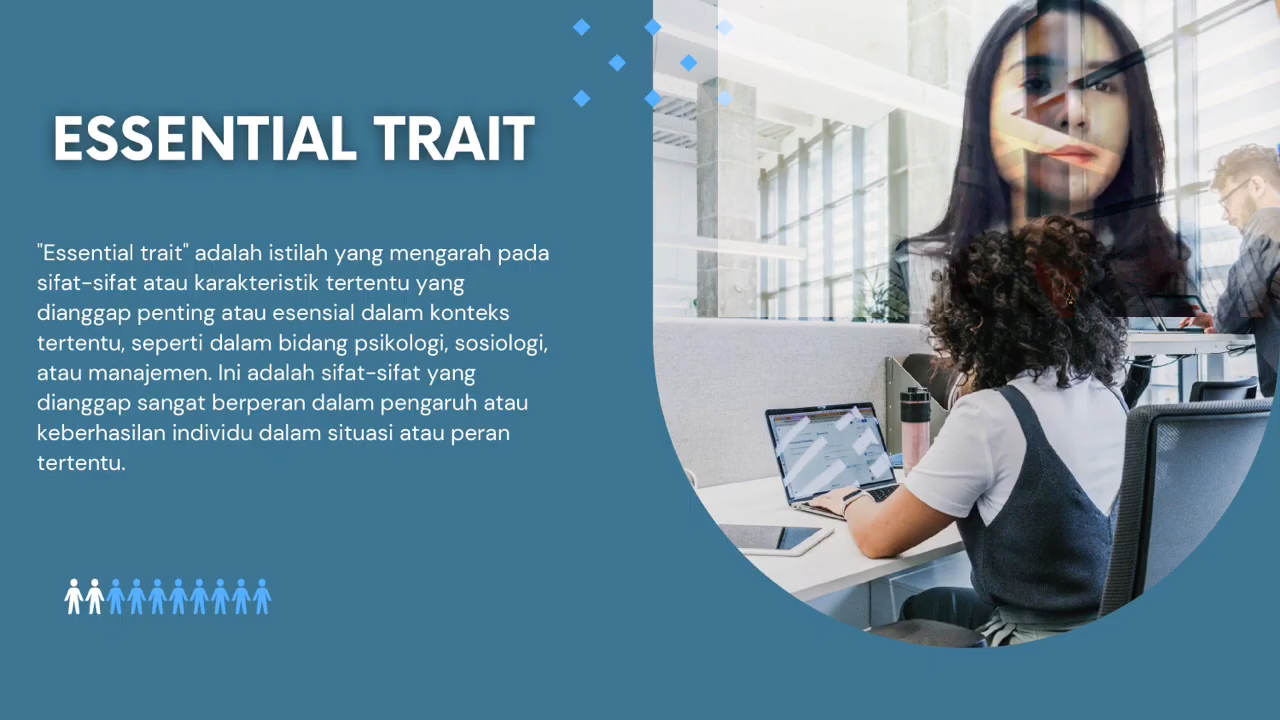 ESSENTIAL TRAIT
"Essential trait" adalah istilah yang mengarah pada
sifat-sifat atau karakteristik tertentu yang
dianggap penting atau esensial dalam konteks
tertentu, seperti dalam bidang psikologi, sosiologi,
atau manajemen. Ini adalah sifat-sifat yang
dianggap sangat berperan dalam pengaruh atau
keberhasilan individu dalam situasi atau peran
tertentu.